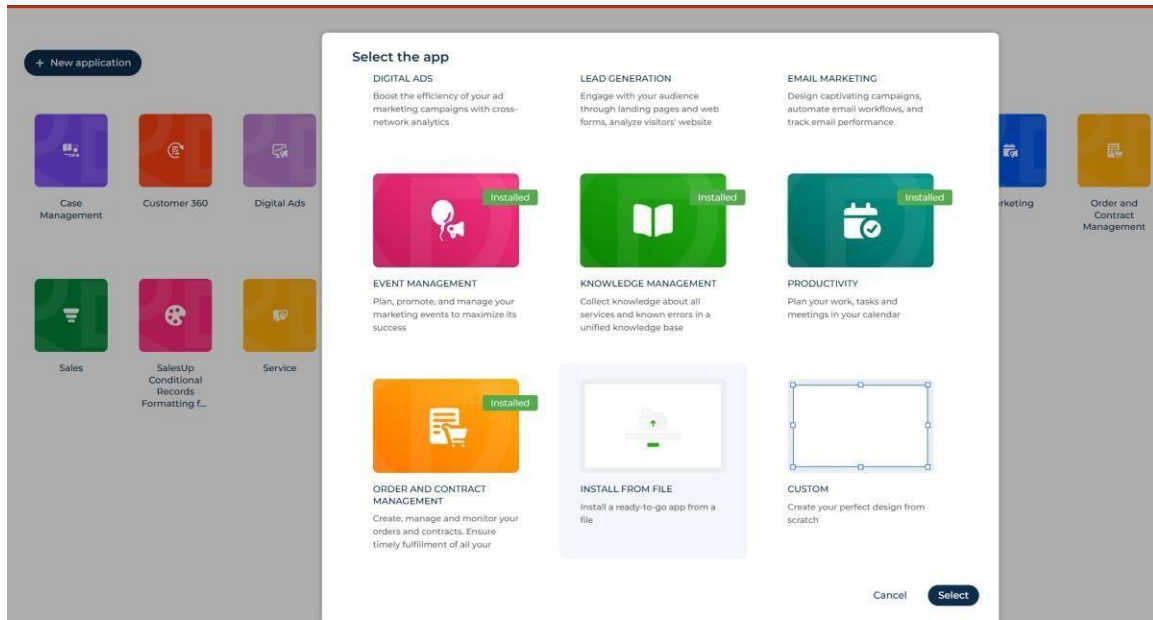 + New application
Case
Management
Customer 360
Digital Ads
Sales
SalesUp
Conditional
Records
Formatting f...
Service
Select the app
DIGITAL ADS
Boost the efficiency of your ad
marketing campaigns with cross-
network analytics
LEAD GENERATION
Engage with your audience
through landing pages and web
forms, analyze visitors' website
EMAIL MARKETING
Design captivating campaigns,
automate email workflows, and
track email performance
Installed
EVENT MANAGEMENT
Plan, promote, and manage your
marketing events to maximize its
success
Installed
KNOWLEDGE MANAGEMENT
Collect knowledge about all
services and known errors in a
unified knowledge base
Installed
PRODUCTIVITY
Plan your work, tasks and
meetings in your calendar
Installed
ORDER AND CONTRACT
MANAGEMENT
Create, manage and monitor your
orders and contracts. Ensure
timely fulfillment of all your
INSTALL FROM FILE
Install a ready-to-go app from a
file
CUSTOM
Create your perfect design from
scratch
Cancel
Select
rketing
Order and
Contract
Management